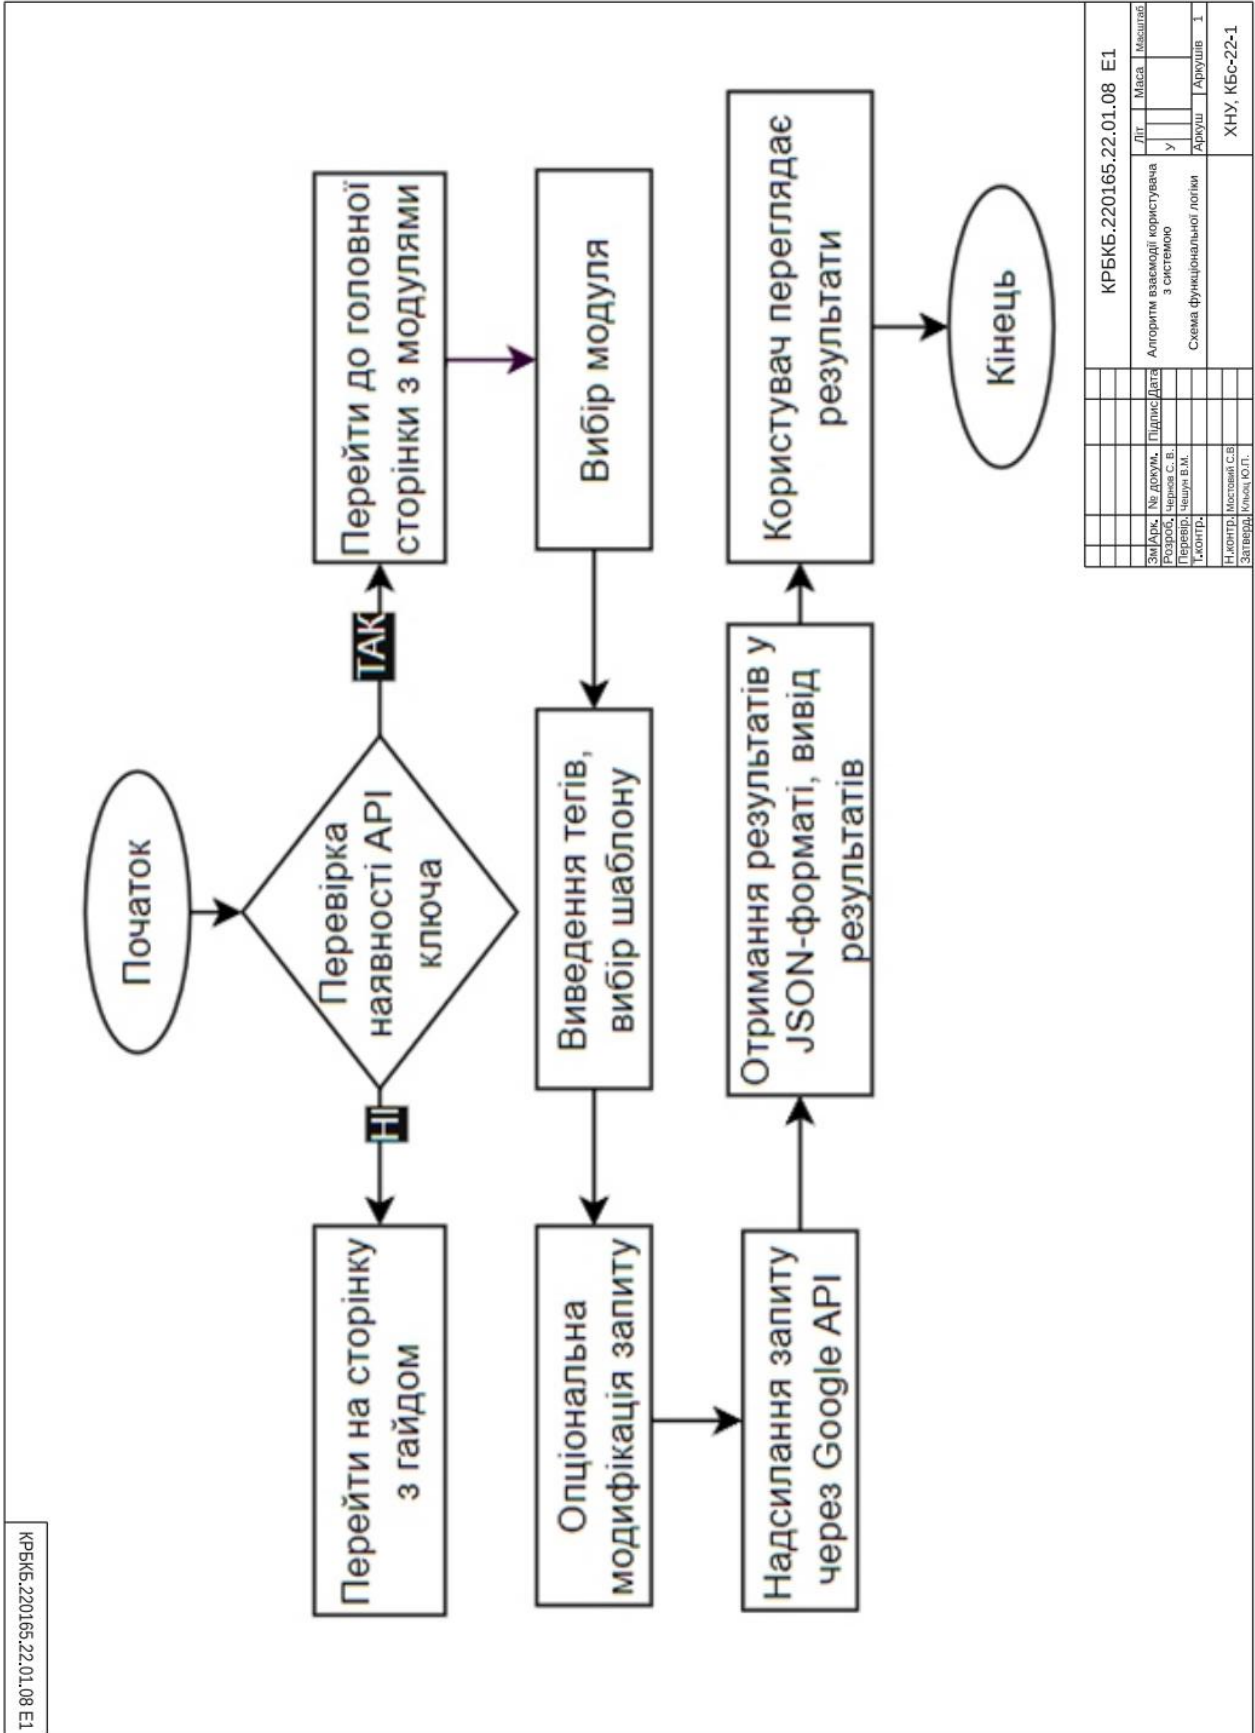 Початок
Перевірка
наявності API
ключа
НІ
ТАК
Перейти на сторінку
з гайдом
Перейти до головної
сторінки з модулями
Вибір модуля
Виведення тегів,
вибір шаблону
Опціональна
модифікація запиту
Надсилання запиту
через Google API
Отримання результатів у
JSON-форматі, вивід
результатів
Користувач переглядає
результати
Кінець
КРБКБ.220165.22.01.08 Е1
КРБКБ.220165.22.01.08 Е1
Зм Арк. № докум. Підпис Дата
Розроб. Чернов С. В.
Перевір. Чешун В.М.
Т.контр.
Н.контр. Мостовий С.В
Затверд. Кльоц Ю.П.
Алгоритм взаємодії користувача
з системою
Схема функціональної логіки
Літ Маса Масштаб
У
Аркуш Аркушів 1
ХНУ, КБс-22-1